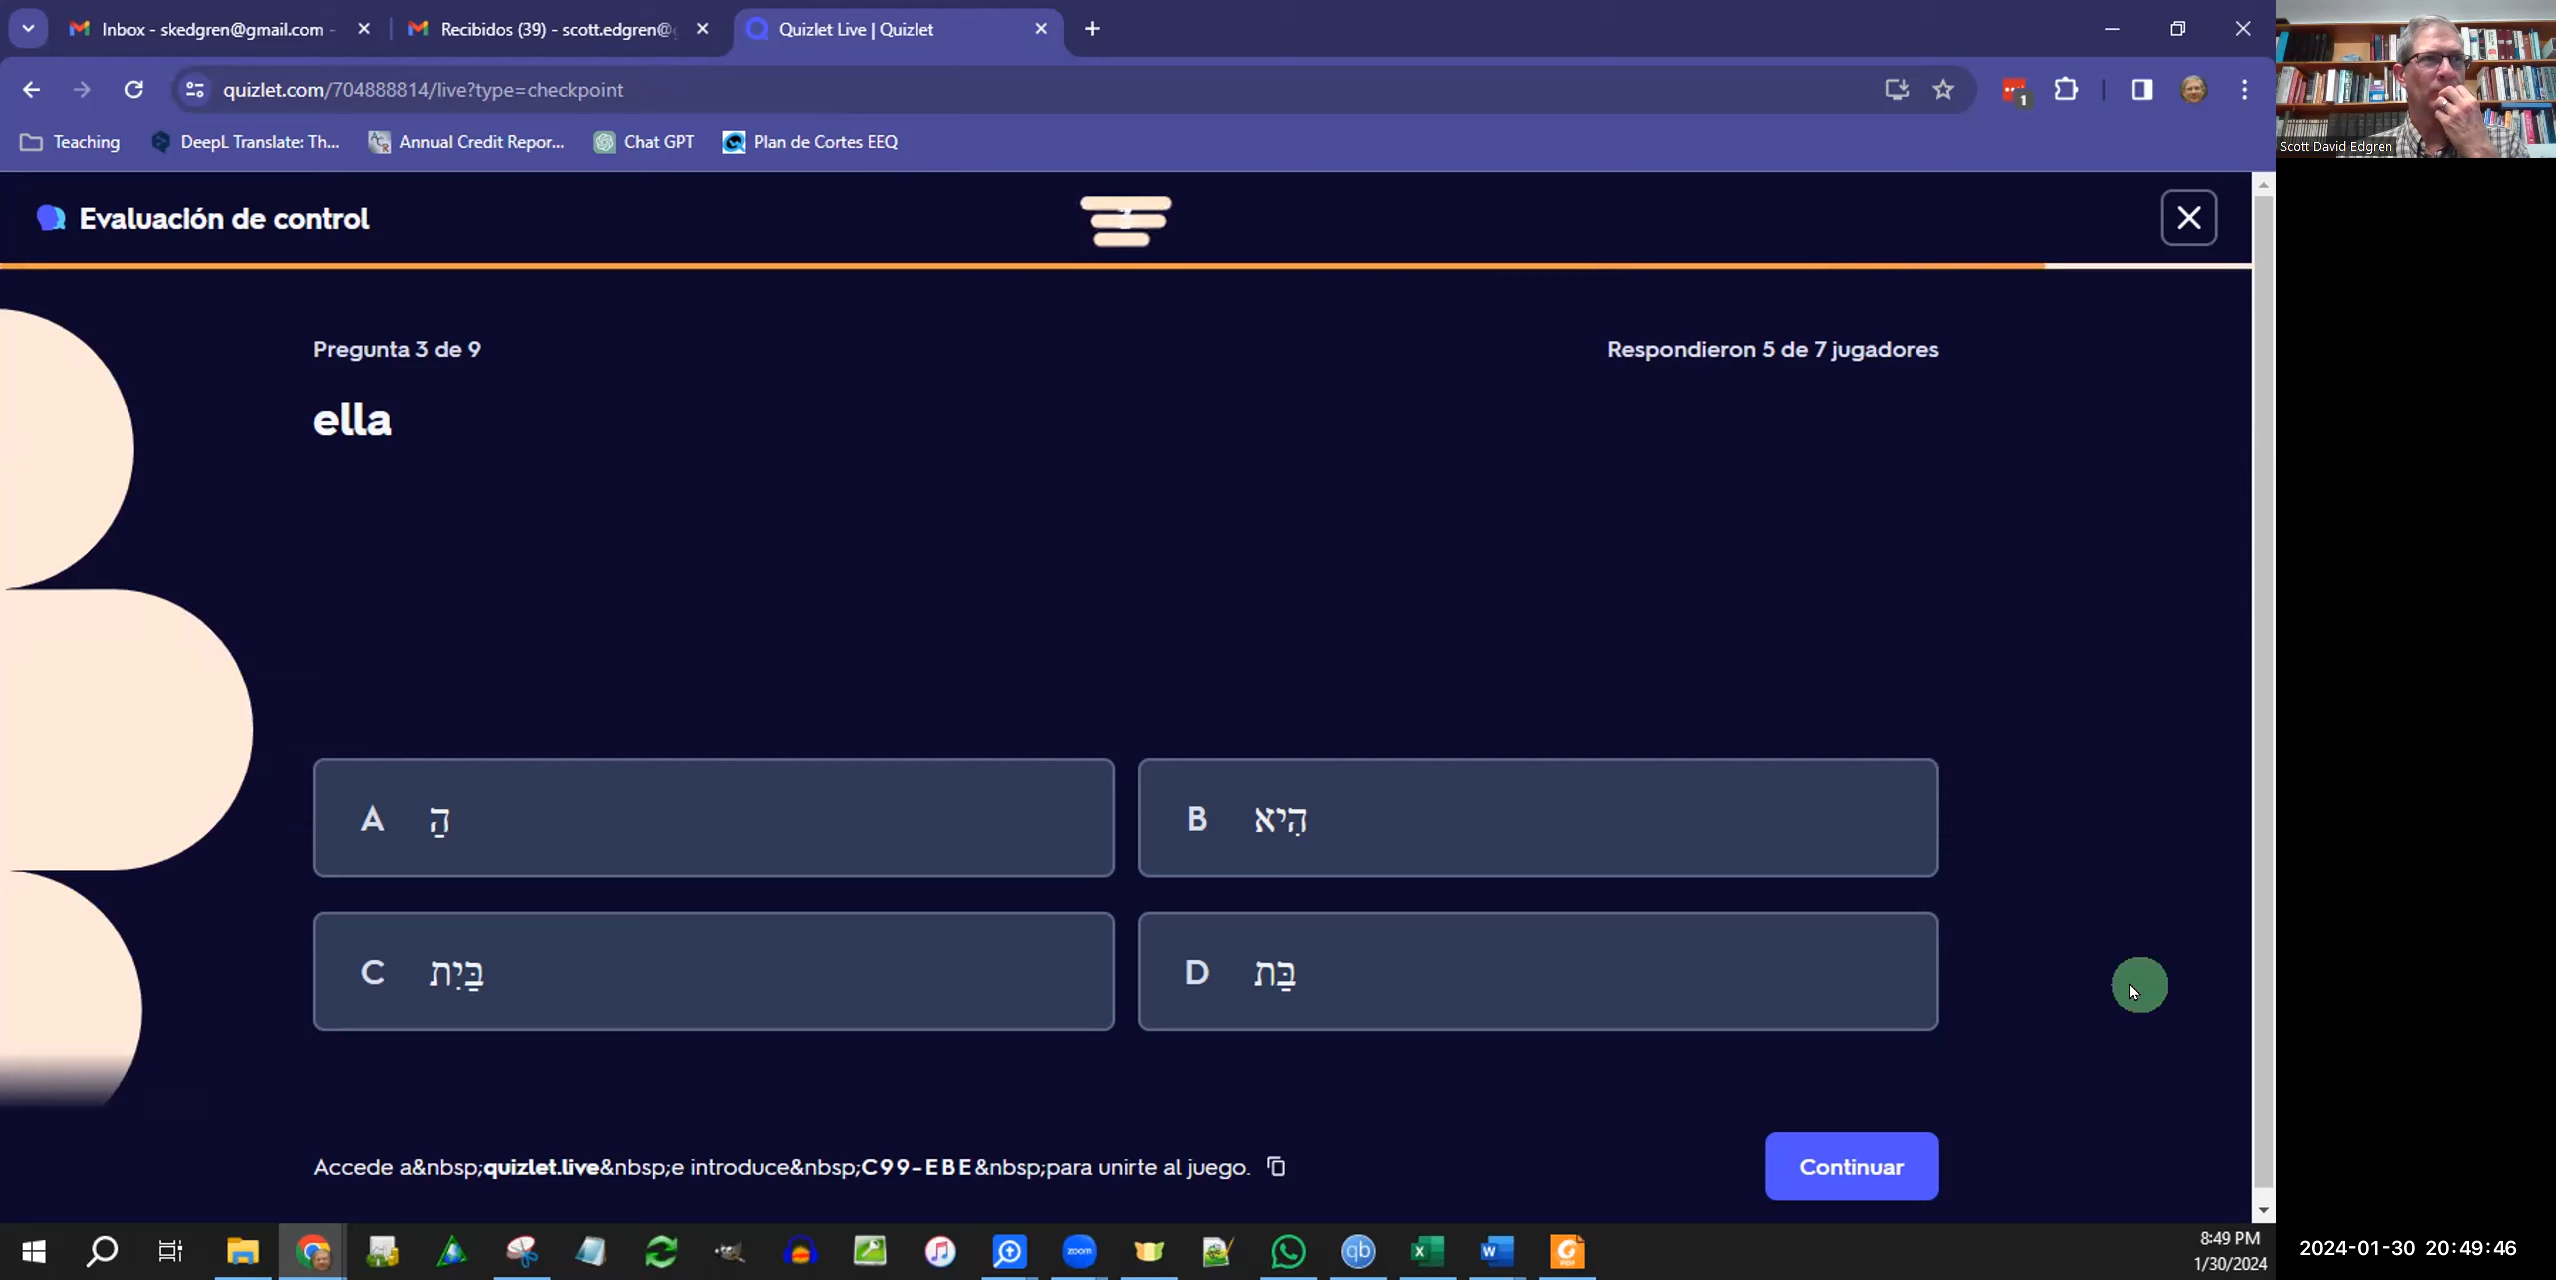 Inbox - skedgren@gmail.com -
Recibidos (39) - scott.edgren@g
Quizlet Live | Quizlet
quizlet.com/704888814/live?type=checkpoint
1
Teaching
DeepL Translate: Th...
Annual Credit Repor...
Chat GPT
Plan de Cortes EEQ
Scott David Edgren
Evaluación de control
Pregunta 3 de 9
Respondieron 5 de 7 jugadores
ella
A הַ
B הִיא
C בַּיִת
D בַּת
Accede a&nbsp;quizlet.live&nbsp;e introduce&nbsp;C99-EBE&nbsp;para unirte al juego.
Continuar
zoom
qb
8:49 PM
1/30/2024
2024-01-30 20:49:46